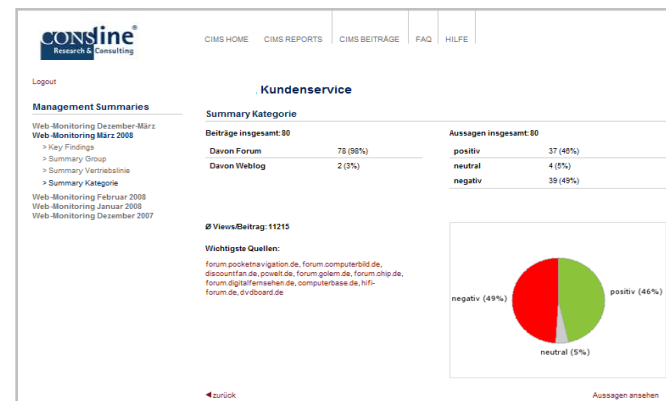 consline®
Research & Consulting
CIMS HOME CIMS REPORTS CIMS BEITRÄGE FAQ HILFE
Logout
Management Summaries
Web-Monitoring Dezember-März
Web-Monitoring März 2008
> Key Findings
> Summary Group
> Summary Vertriebslinie
> Summary Kategorie
Web-Monitoring Februar 2008
Web-Monitoring Januar 2008
Web-Monitoring Dezember 2007
Kundenservice
Summary Kategorie
Beiträge insgesamt: 80
Davon Forum 78 (98%)
Davon Weblog 2 (3%)
Aussagen insgesamt: 80
positiv 37 (46%)
neutral 4 (5%)
negativ 39 (49%)
Ø Views/Beitrag: 11215
Wichtigste Quellen:
forum.pocketnavigation.de, forum.computerbild.de,
discountfan.de, powelt.de, forum.golem.de, forum.chip.de,
forum.digitalfernsehen.de, computerbase.de, hifi-
forum.de, dvdboard.de
negativ (49%)
positiv (46%)
neutral (5%)
zurück
Aussagen ansehen